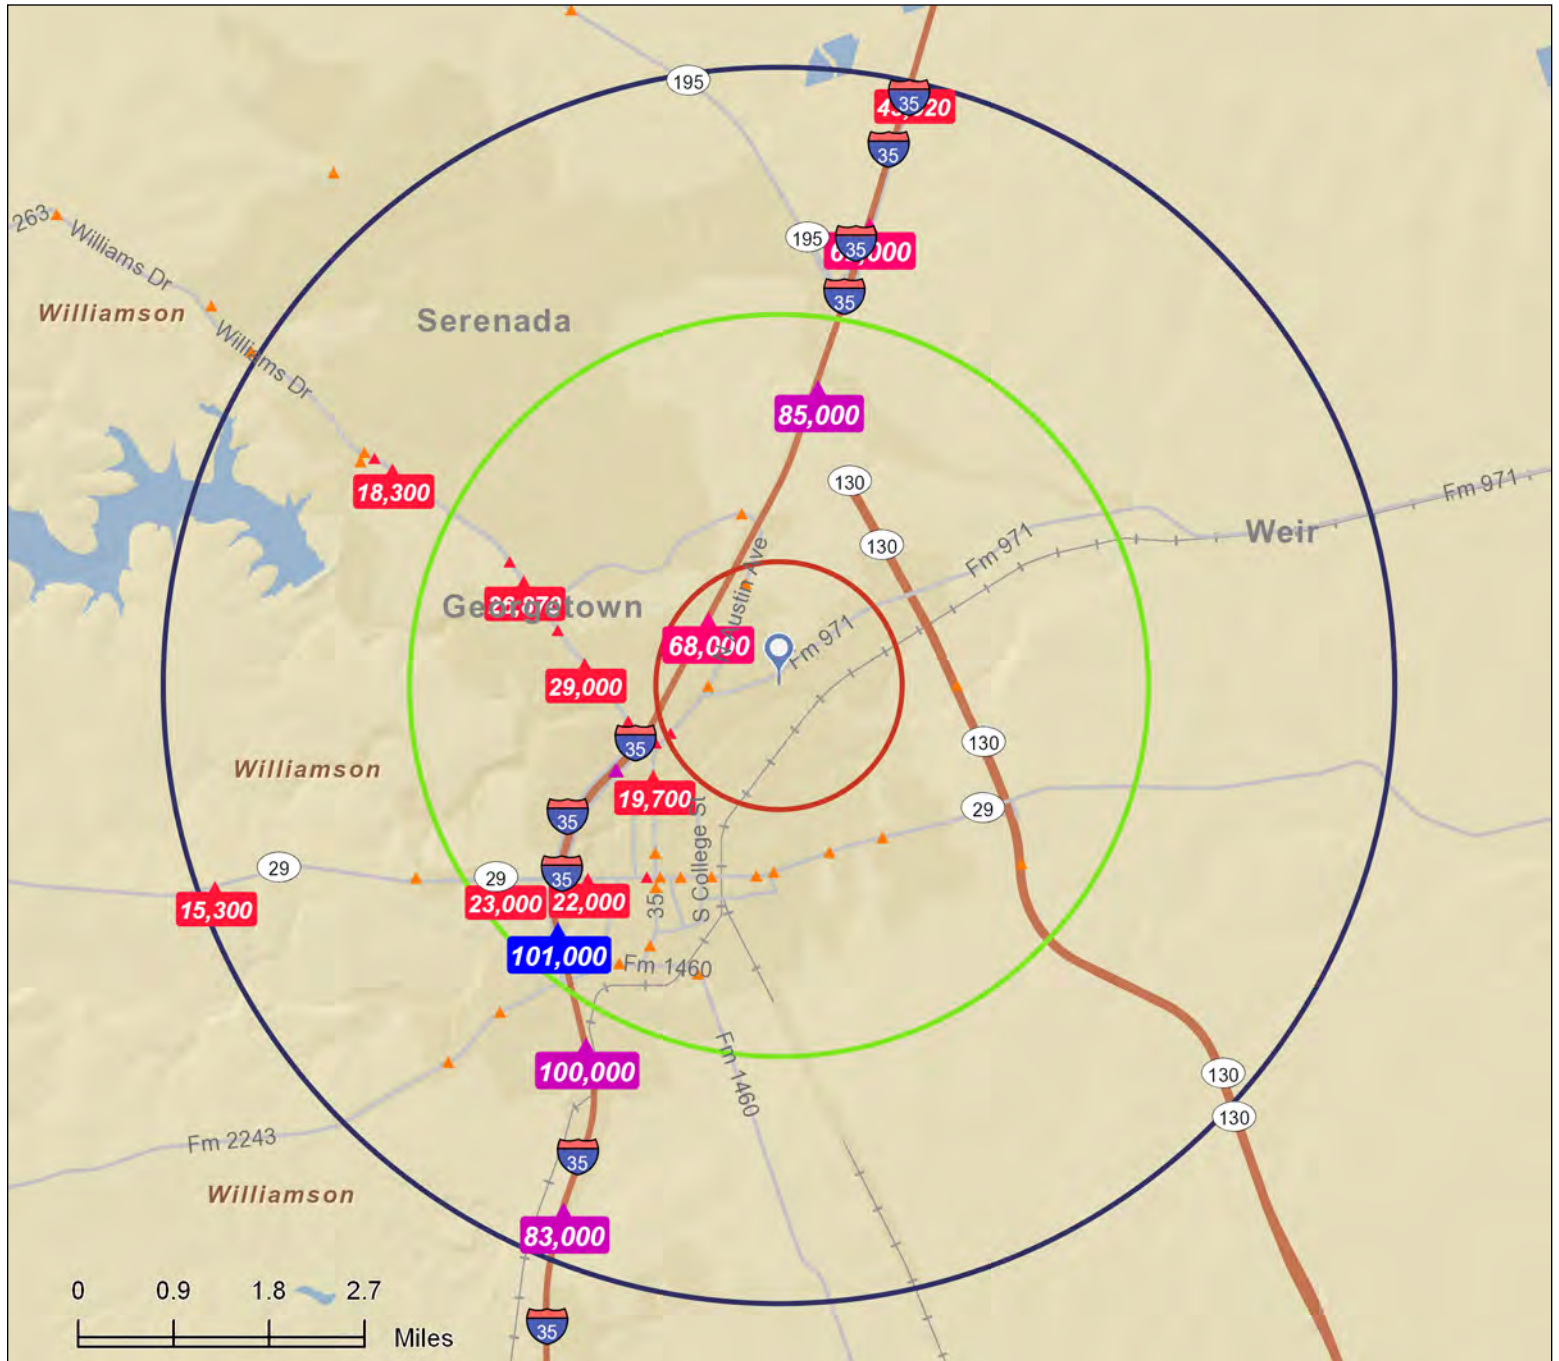 195
35
35
263
Williams Dr
195
35
35
Williamson
Serenada
Williams Dr
85,000
130
18,300
Fm 971
Weir
130
Fm 971
N Austin Ave
Georgetown
68,000
Fm 971
29,000
35
130
Williamson
19,700
29
35
S College St
29
29
35
23,000
22,000
35
15,300
101,000
Fm 1460
100,000
Fm 1460
130
130
Fm 2243
35
Williamson
83,000
0 0.9 1.8 2.7
Miles
35